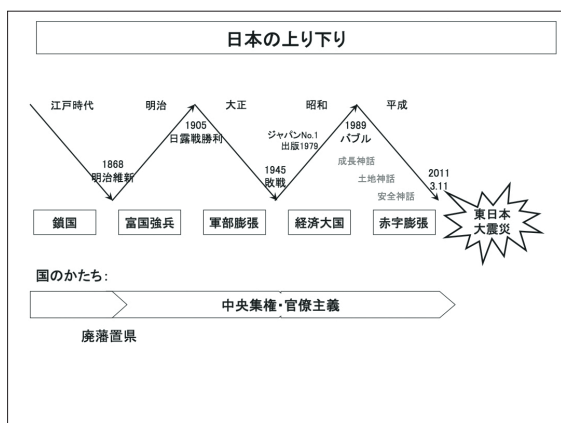 日本の上り下り
江戸時代
明治
大正
昭和
平成
1905
日露戦勝利
ジャパンNo.1
出版1979
1989
バブル
1868
明治維新
1945
敗戦
成長神話
土地神話
安全神話
2011
3.11
鎖国
富国強兵
軍部膨張
経済大国
赤字膨張
東日本
大震災
国のかたち:
中央集権・官僚主義
廃藩置県